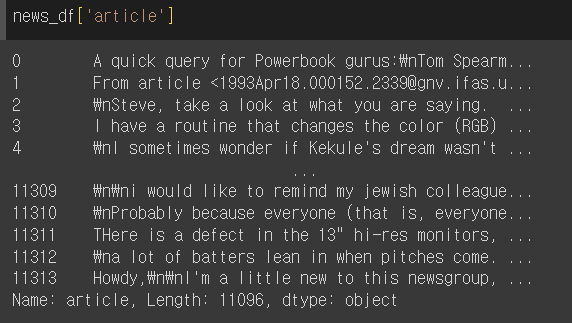 news_df['article']
0 A quick query for Powerbook gurus:₩nTom Spearm...
1 From article <1993Apr18.000152.2339@gnv.ifas.u...
2 ₩nSteve, take a look at what you are saying. ...
3 I have a routine that changes the color (RGB) ...
4 ₩nI sometimes wonder if Kekule's dream wasn't ...
...
11309 ₩n₩ni would like to remind my jewish colleague...
11310 ₩nProbably because everyone (that is, everyone...
11311 THere is a defect in the 13" hi-res monitors, ...
11312 ₩na lot of batters lean in when pitches come. ...
11313 Howdy,₩n₩nI'm a little new to this newsgroup, ...
Name: article, Length: 11096, dtype: object